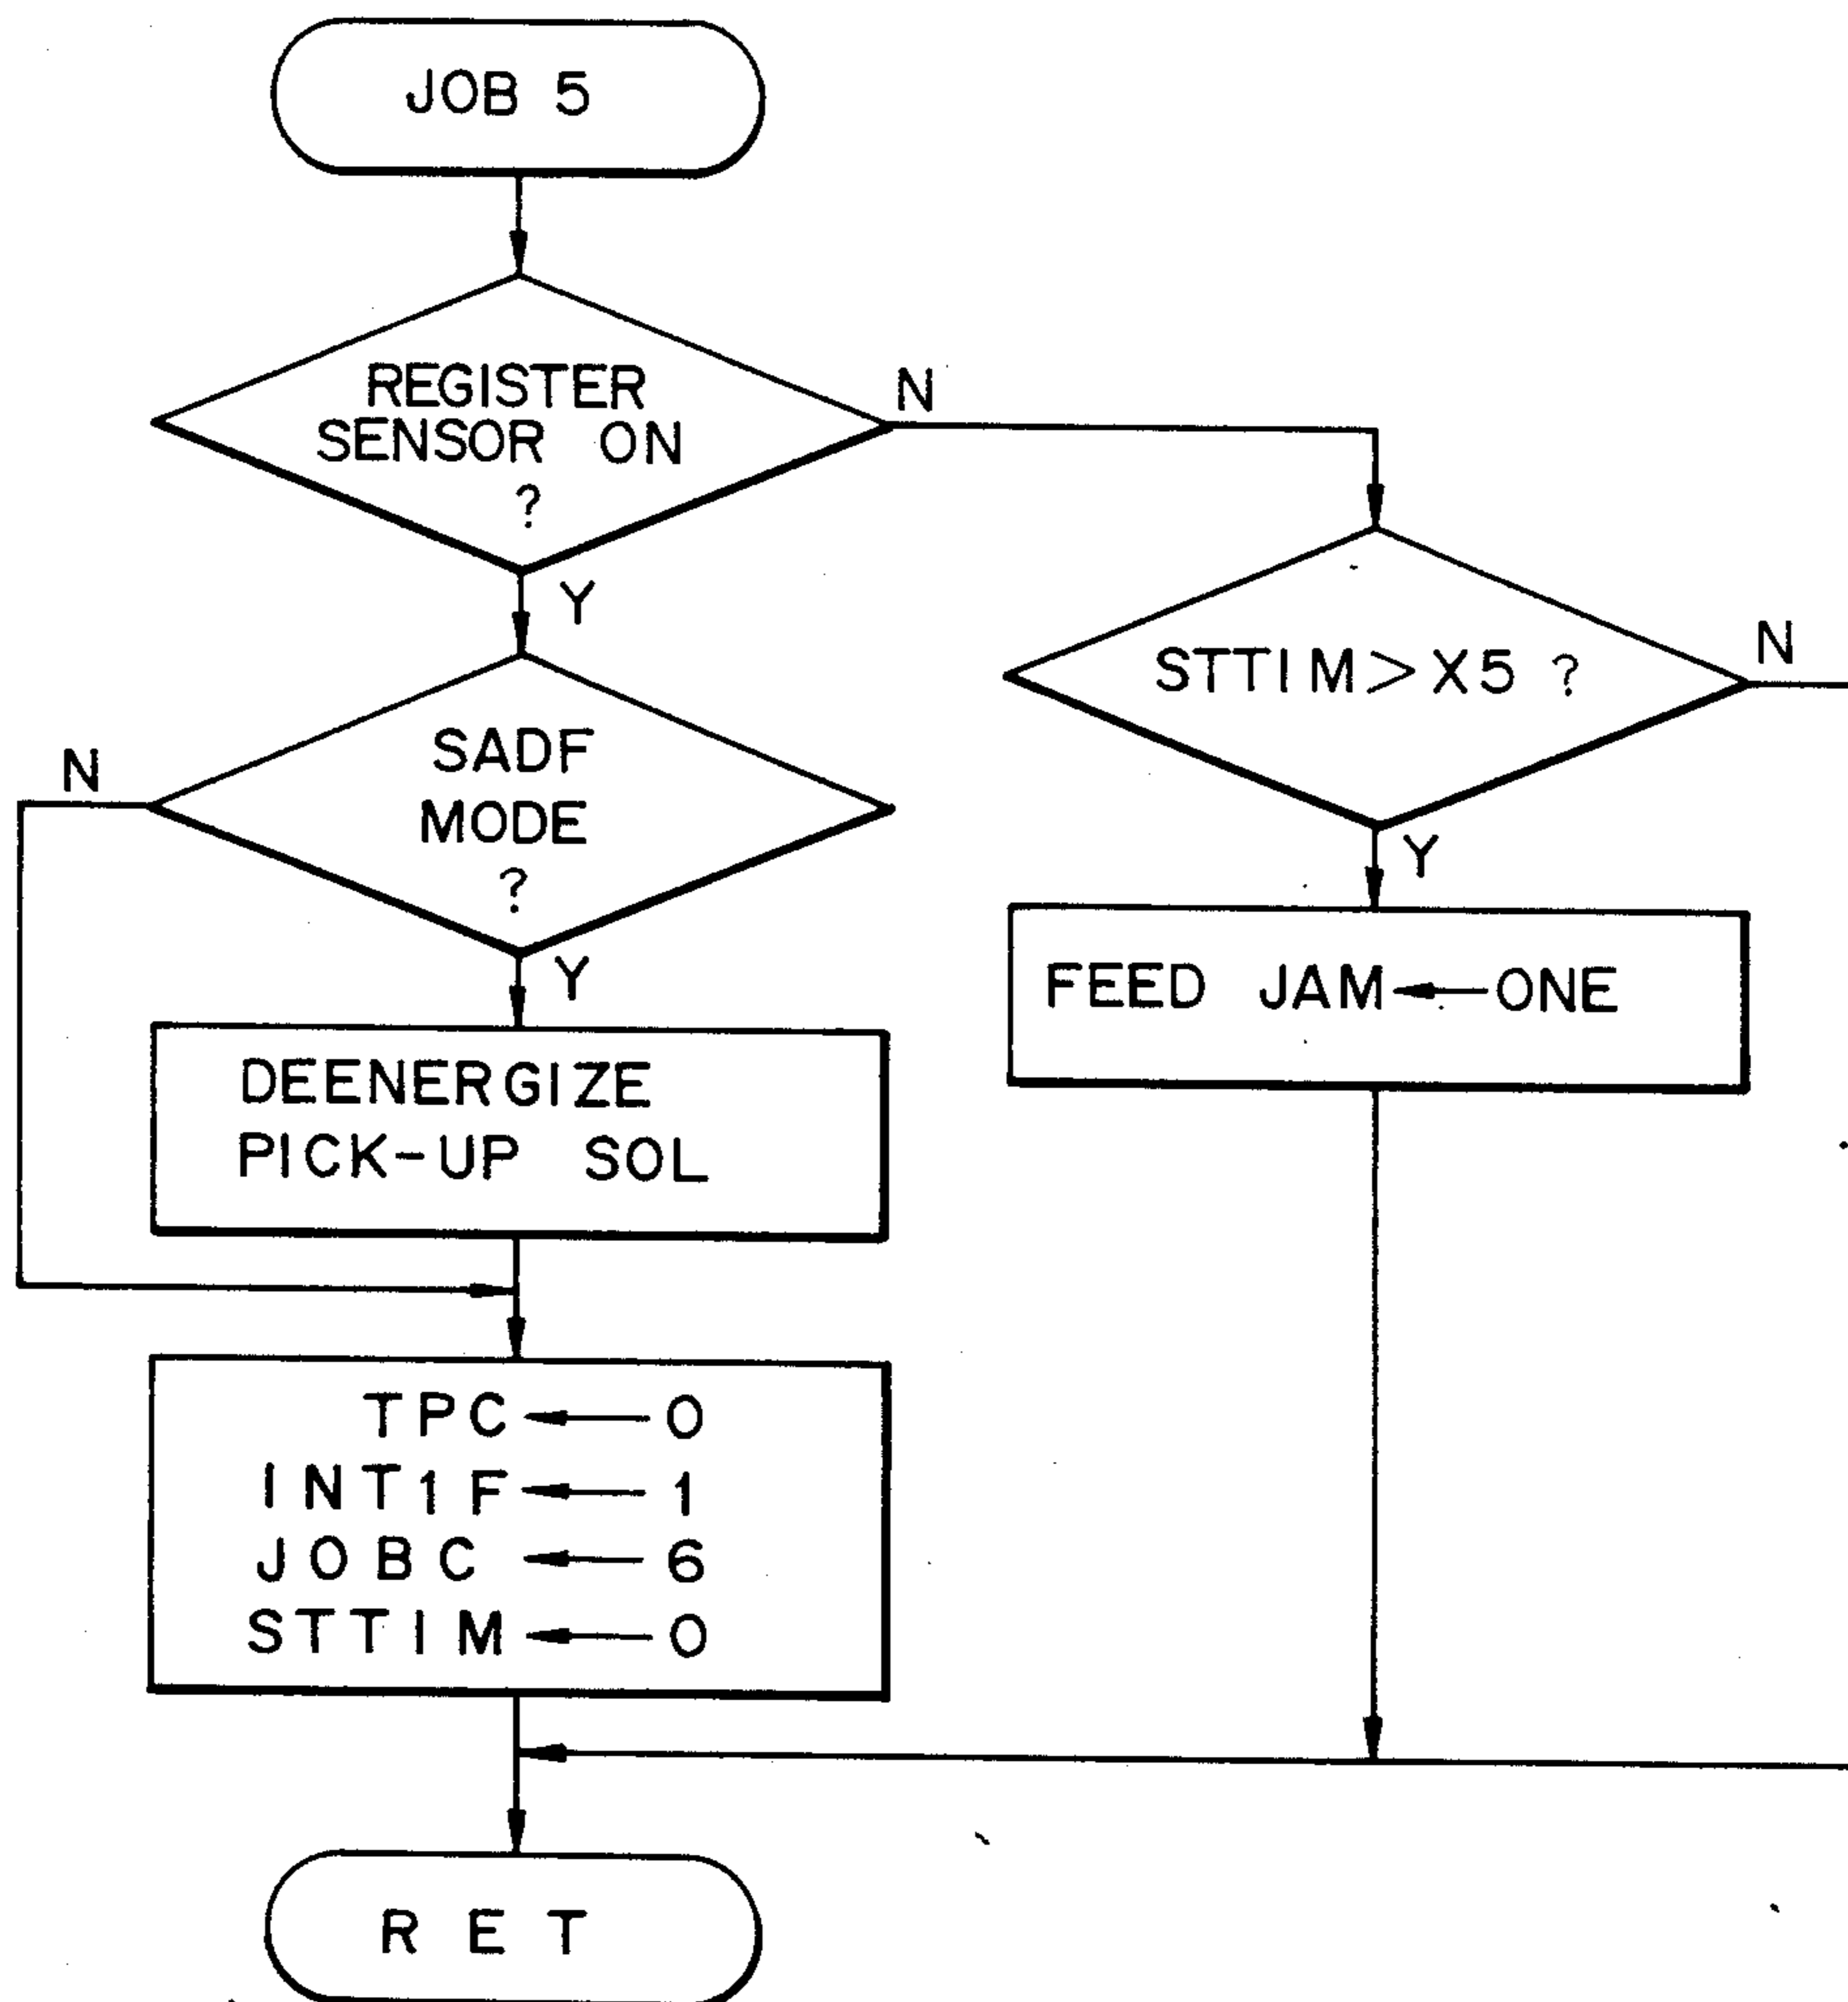 JOB 5
REGISTER
SENSOR ON
?
N
Y
STTIM>X5 ?
N
Y
SADF
MODE
?
N
Y
FEED JAM←ONE
DEENERGIZE
PICK-UP SOL
TPC←0
INT1F←1
JOBC←6
STTIM←0
RET